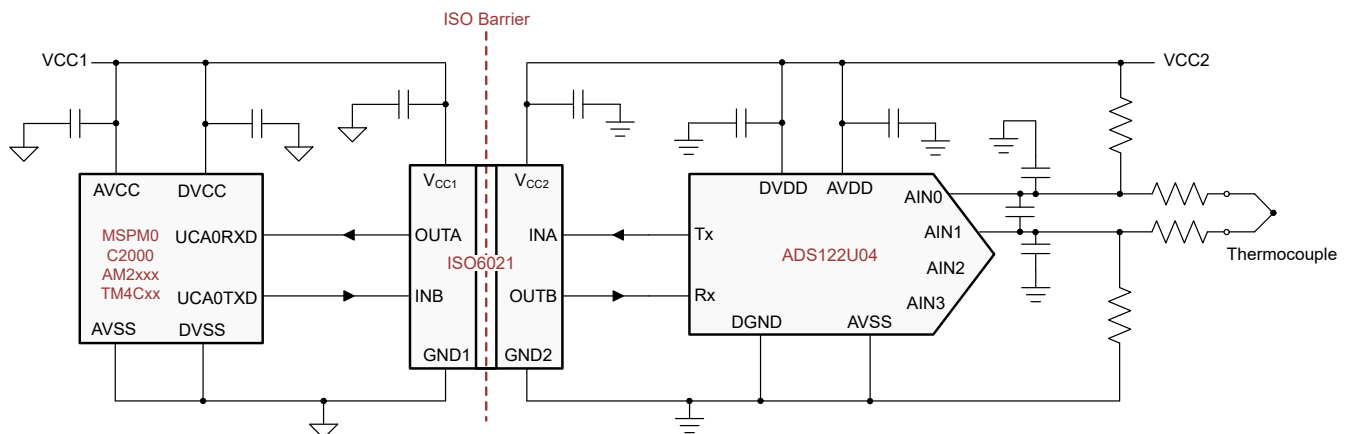 ISO Barrier
VCC1
VCC2
AVCC
DVCC
MSPM0
C2000
AM2xxx
TM4Cxx
UCA0RXD
UCA0TXD
AVSS
DVSS
VCC1
OUTA
INB
GND1
ISO6021
VCC2
INA
OUTB
GND2
DVDD
AVDD
Tx
Rx
ADS122U04
AIN0
AIN1
AIN2
AIN3
DGND
AVSS
Thermocouple